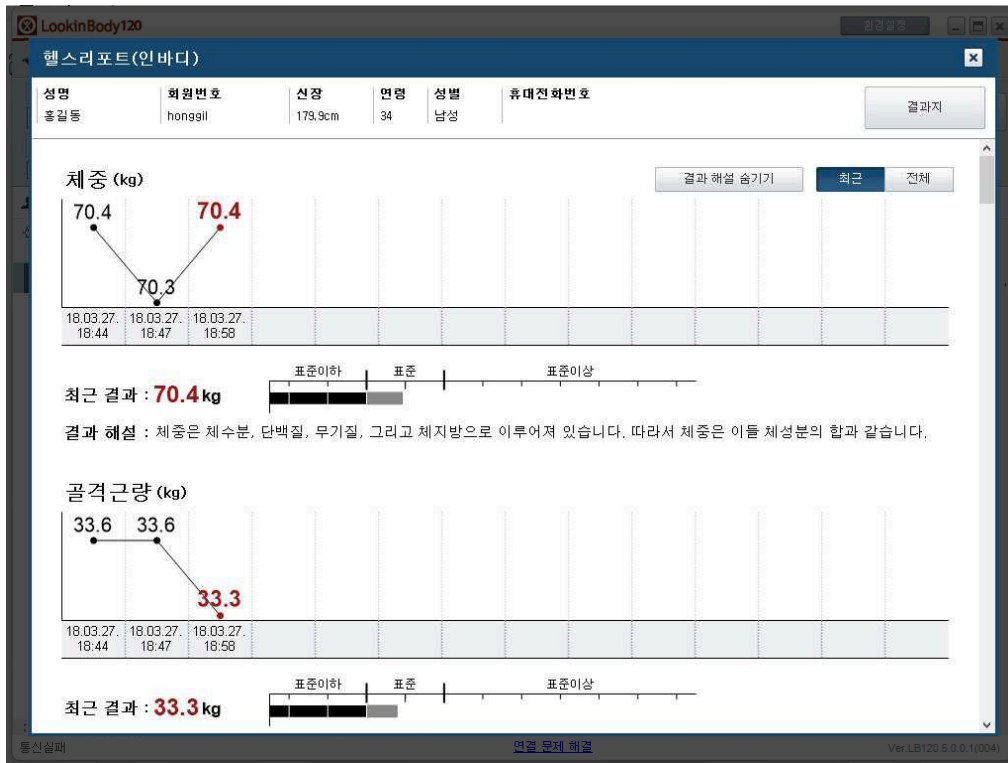 LookinBody120
환경설정
헬스리포트(인바디)
성명 회원번호 신장 연령 성별 휴대전화번호
홍길동 honggil 179.9cm 34 남성
결과지
체중 (kg)
결과 해설 숨기기 최근 전체
70.4 70.3 70.4
18.03.27. 18.03.27. 18.03.27.
18:44 18:47 18:58
표준이하 표준 표준이상
최근 결과 : 70.4 kg
결과 해설 : 체중은 체수분, 단백질, 무기질, 그리고 체지방으로 이루어져 있습니다. 따라서 체중은 이들 체성분의 합과 같습니다.
골격근량 (kg)
33.6 33.6 33.3
18.03.27. 18.03.27. 18.03.27.
18:44 18:47 18:58
표준이하 표준 표준이상
최근 결과 : 33.3 kg
통신실패 연결 문제 해결 Ver.LB120.5.0.0.1(004)